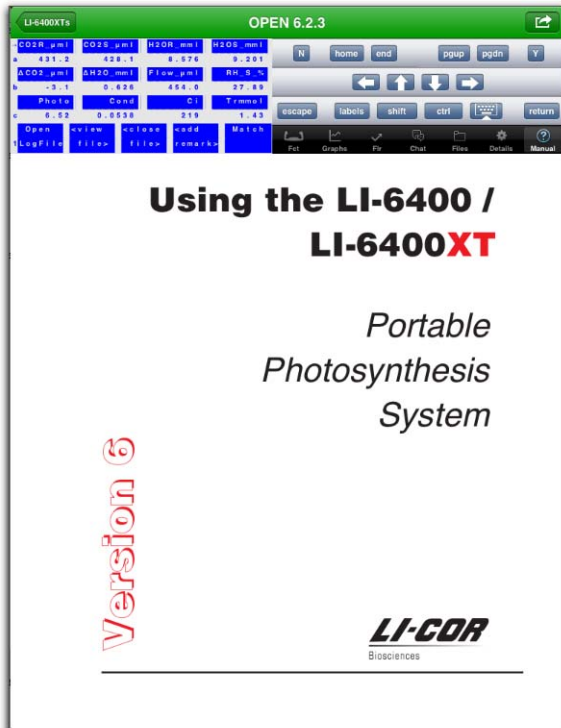 LI-6400XTs
OPEN 6.2.3
→CO2R_µml CO2S_µml H2OR_mml H2OS_mml
a 431.2 428.1 8.576 9.201
ΔCO2_µml ΔH2O_mml Flow_µml RH_S_%
b -3.1 0.626 454.0 27.89
Photo Cond Ci Trmmol
c 6.52 0.0538 219 1.43
Open <view <close <add Match
1 LogFile file> file> remark>
N home end pgup pgdn Y
escape labels shift ctrl return
Fct Graphs Flr Chat Files Details Manual
Using the LI-6400 /
LI-6400XT
Portable
Photosynthesis
System
Version 6
LI-COR
Biosciences